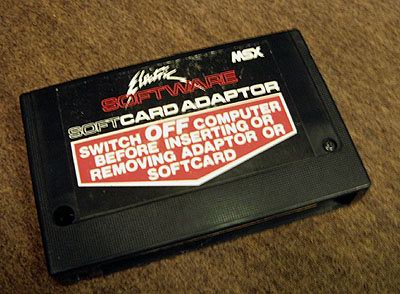 Electric
SOFTWARE
MSX
SOFTCARD ADAPTOR
SWITCH OFF COMPUTER
BEFORE INSERTING OR
REMOVING ADAPTOR OR
SOFTCARD